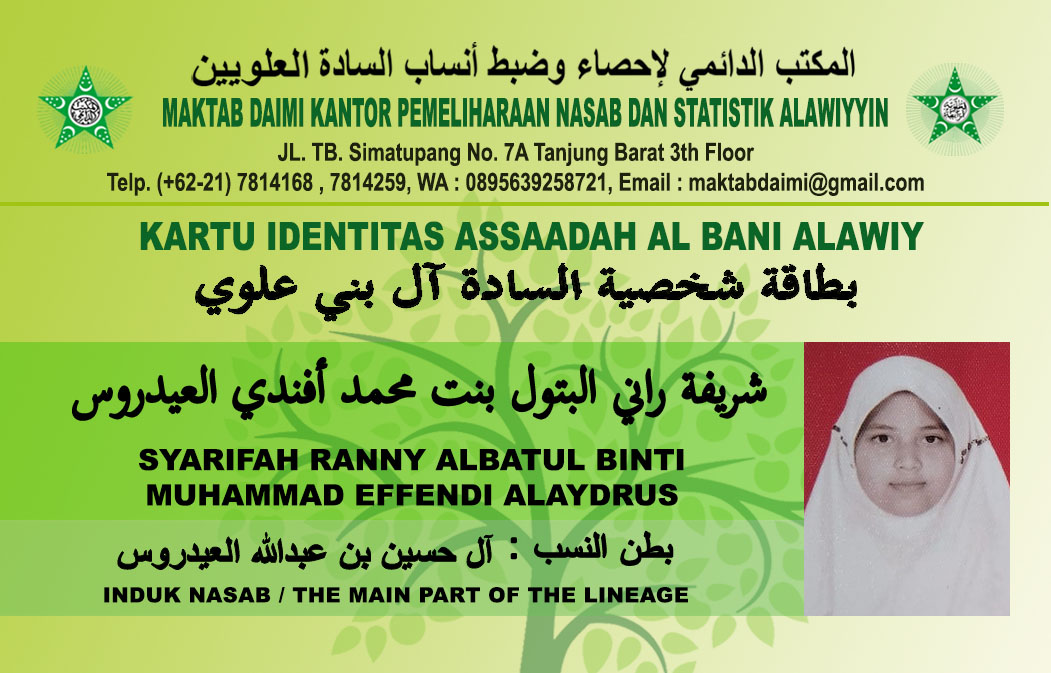 المكتب الدائمي لإحصاء وضبط أنساب السادة العلويين
MAKTAB DAIMI KANTOR PEMELIHARAAN NASAB DAN STATISTIK ALAWIYYIN
JL. TB. Simatupang No. 7A Tanjung Barat 3th Floor
Telp. (+62-21) 7814168 , 7814259, WA : 0895639258721, Email : maktabdaimi@gmail.com
KARTU IDENTITAS ASSAADAH AL BANI ALAWIY
بطاقة شخصية السادة آل بني علوي
شريفة راني البتول بنت محمد أفندي العيدروس
SYARIFAH RANNY ALBATUL BINTI
MUHAMMAD EFFENDI ALAYDRUS
بطن النسب : آل حسين بن عبدالله العيدروس
INDUK NASAB / THE MAIN PART OF THE LINEAGE